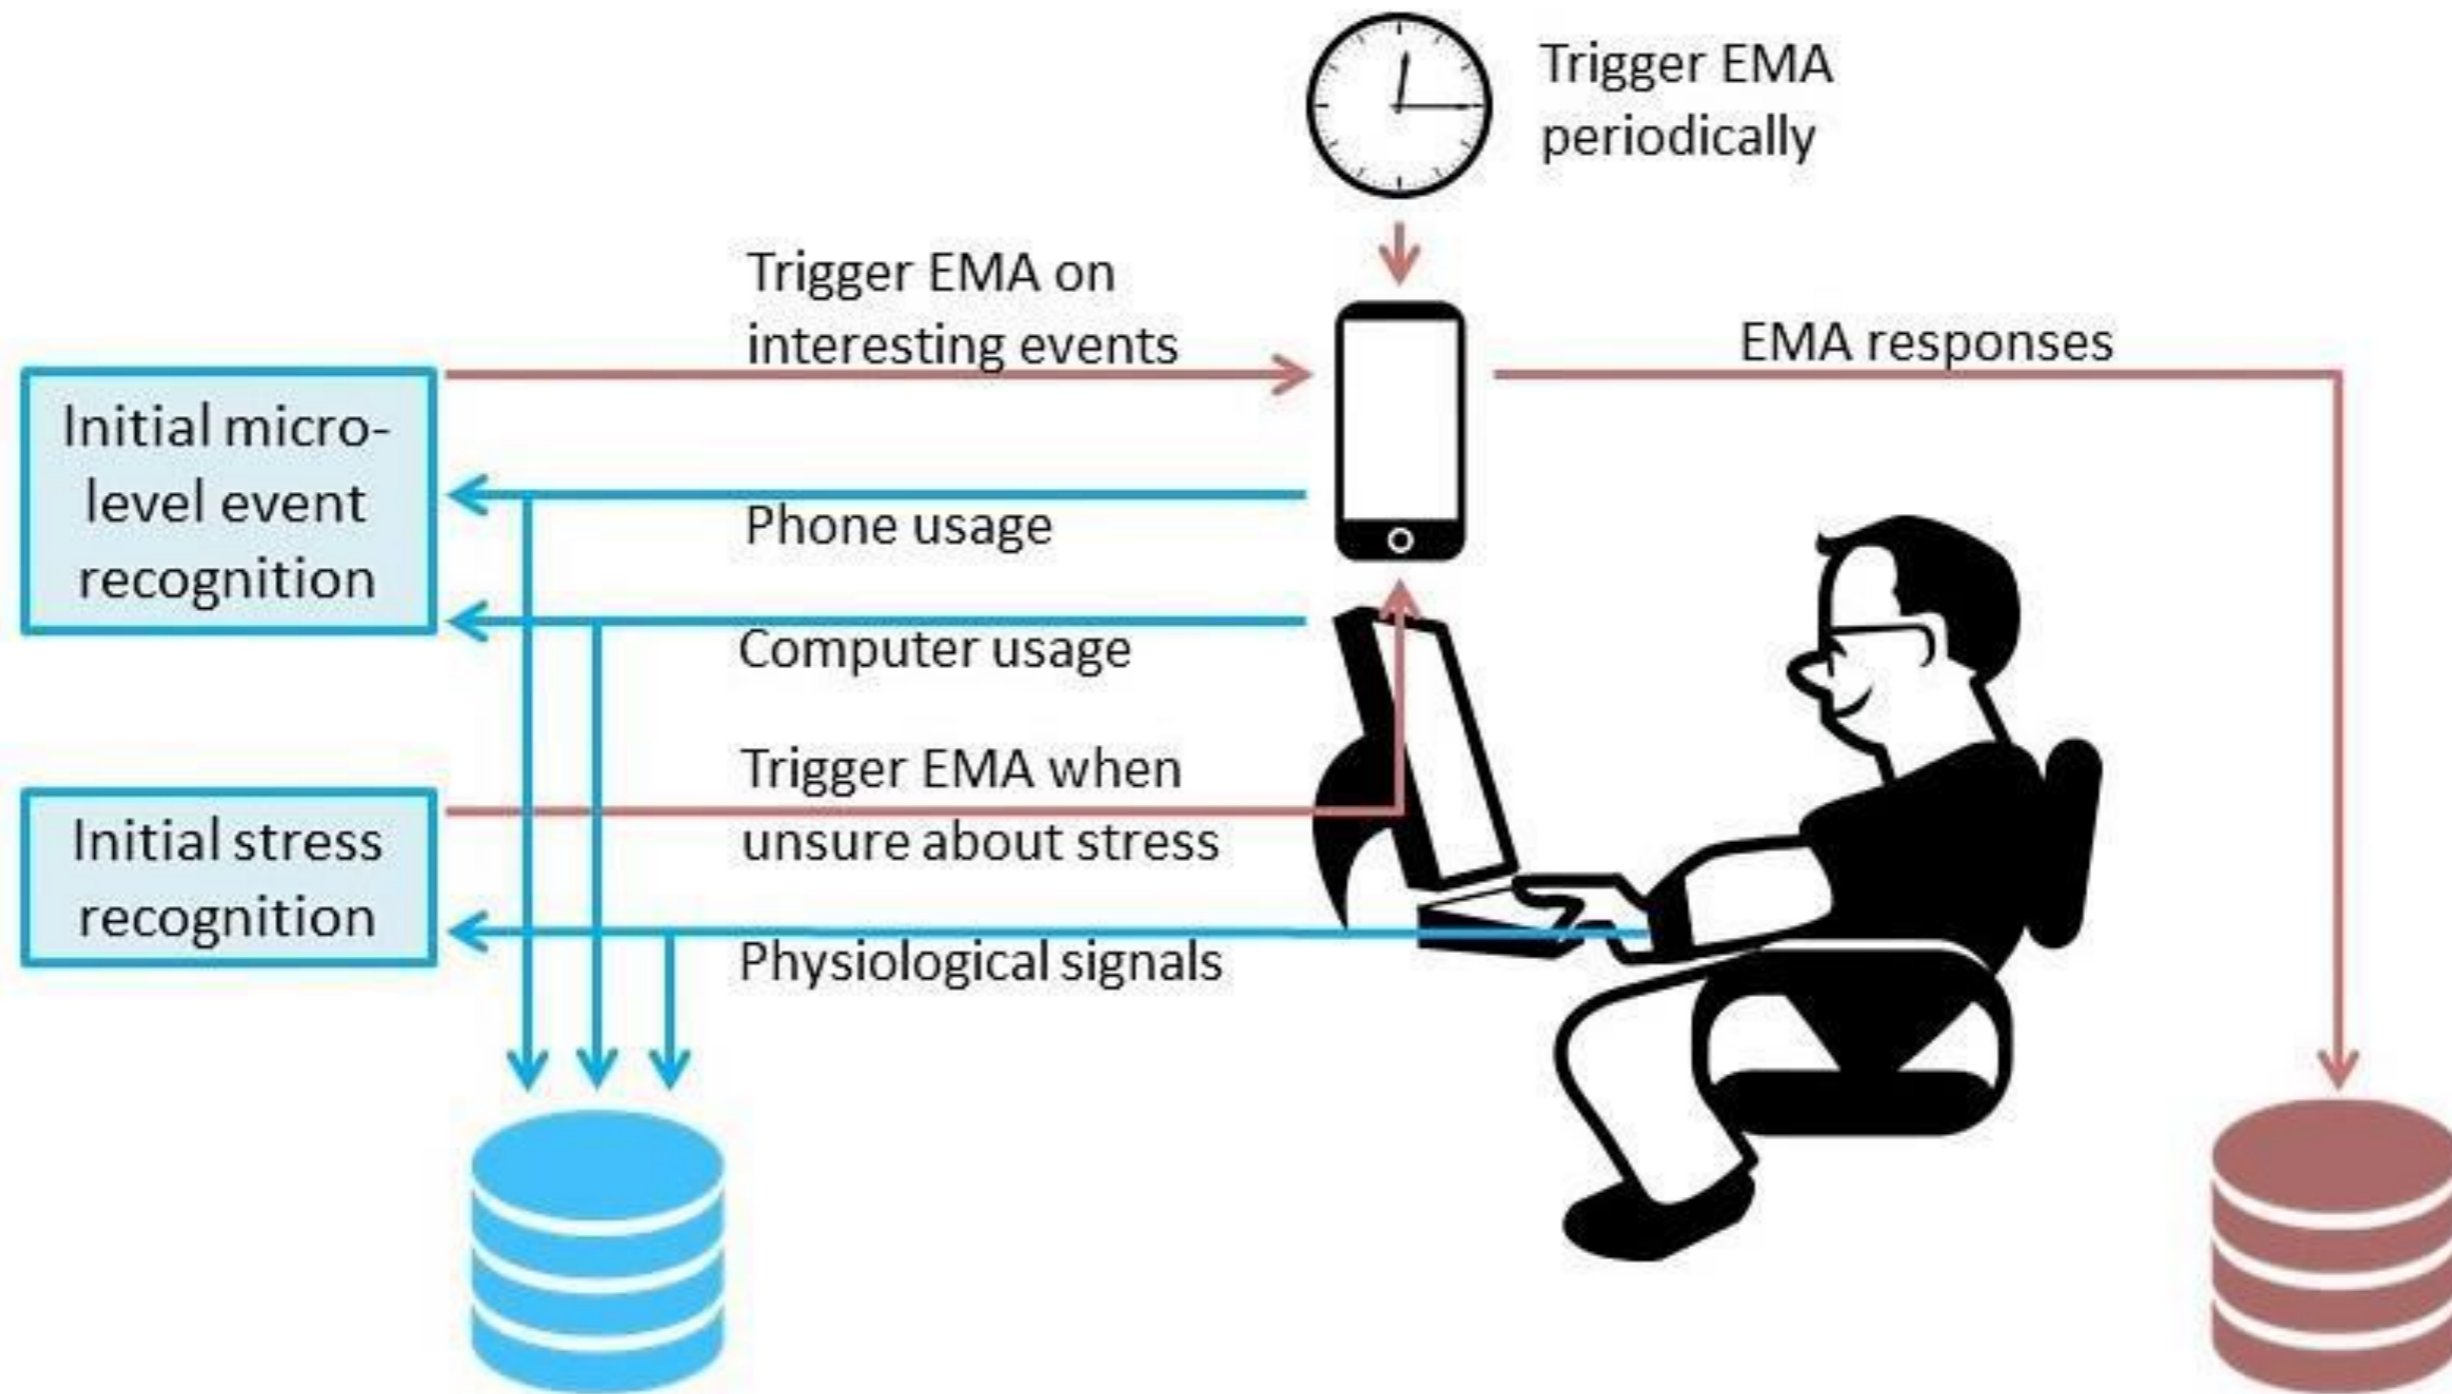 Trigger EMA
periodically
Trigger EMA on
interesting events
EMA responses
Initial micro-
level event
recognition
Phone usage
Computer usage
Trigger EMA when
unsure about stress
Initial stress
recognition
Physiological signals